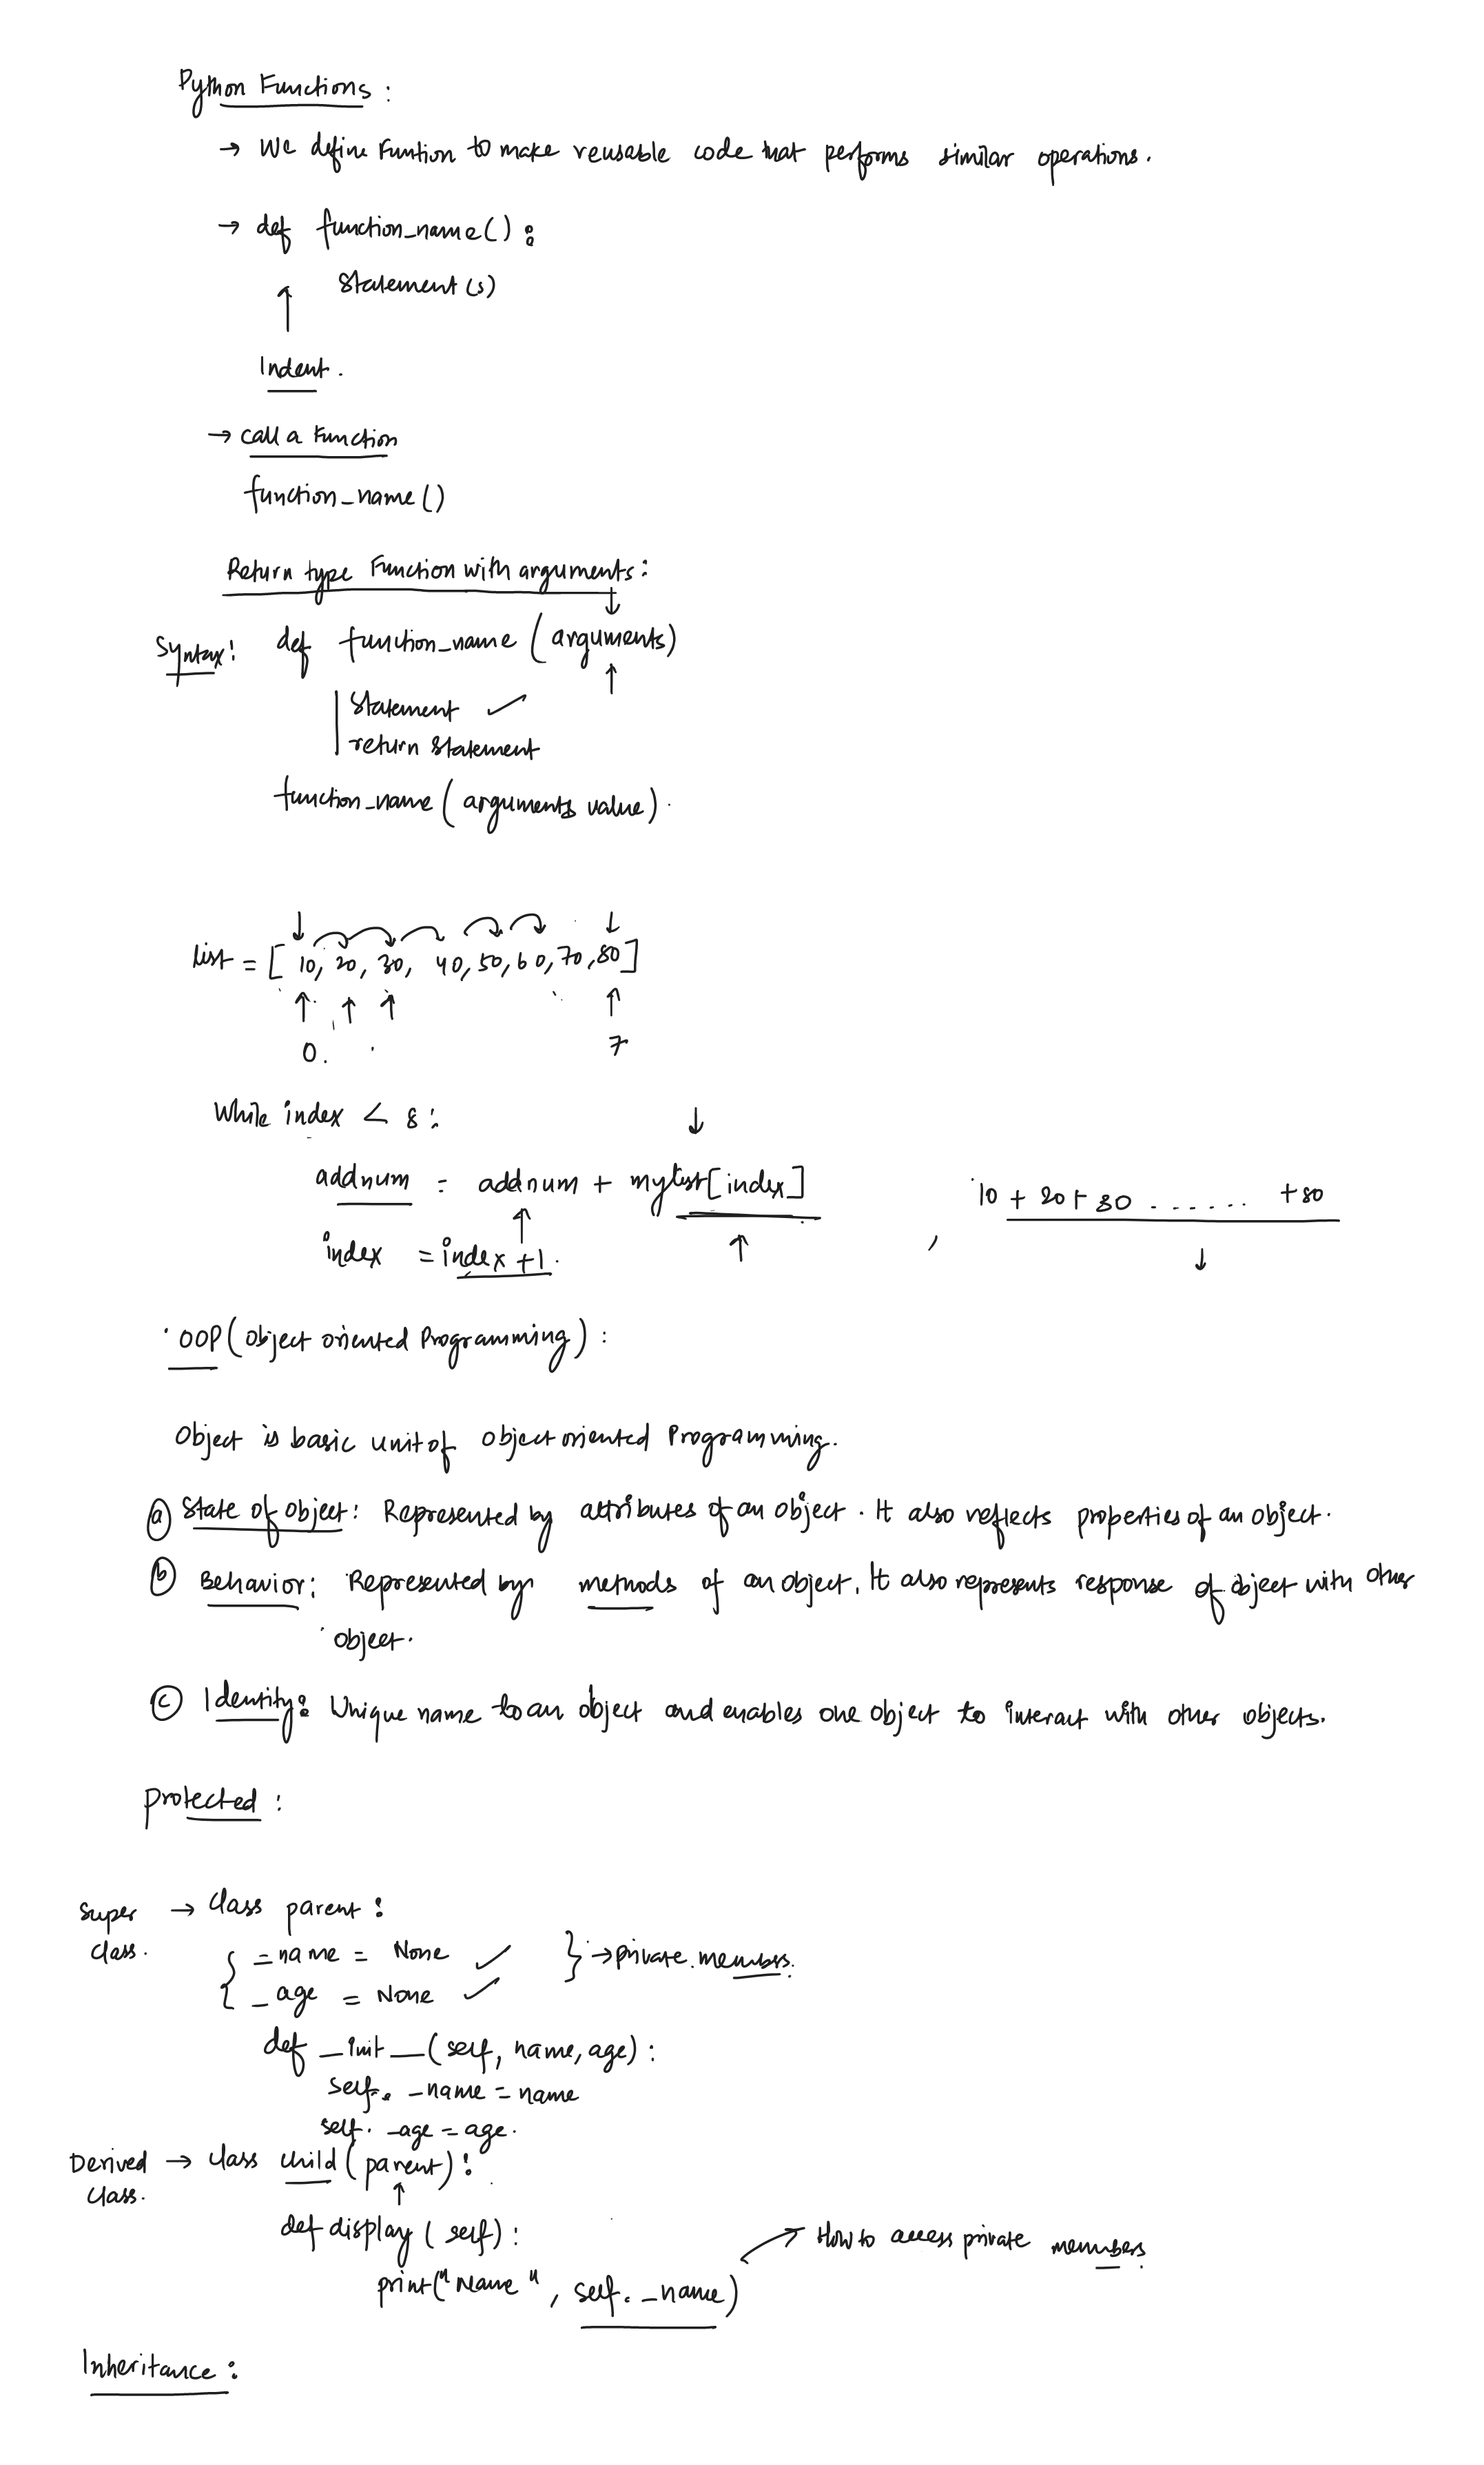 Python Functions :
→ We define Funtion to make reusable code that performs similar operations.
→ def function_name() :
statement(s)
↑
Indent.
→ call a Function
function_name()
Return type Function with arguments :
↓
Syntax : def function_name (arguments)
↑
statement ✓
return statement
function_name (arguments value).
↓ ↓
list = [10, 20, 30, 40, 50, 60, 70, 80]
↑ ↑ ↑ ↑
0. 7
While index < 8 :
↓
addnum = addnum + mylist[index] 10 + 20 + 30 ....... + 80
↑ ↑ , ↓
index = index +1.
OOP (Object oriented Programming) :
Object is basic unit of object oriented Programming.
(a) State of object : Represented by attributes of an object. It also reflects properties of an object.
(b) Behavior : Represented by methods of an object. It also represents response of object with other
object.
(c) Identity : Unique name to an object and enables one object to interact with other objects.
Protected :
super → class parent :
class.
{ _name = None ✓ } → private members.
_age = None ✓
def _init__(self, name, age) :
self. _name = name
self. _age = age.
Derived → class child (parent) :
class. ↑
def display (self) :
→ How to access private members
print("Name", self. _name)
Inheritance :